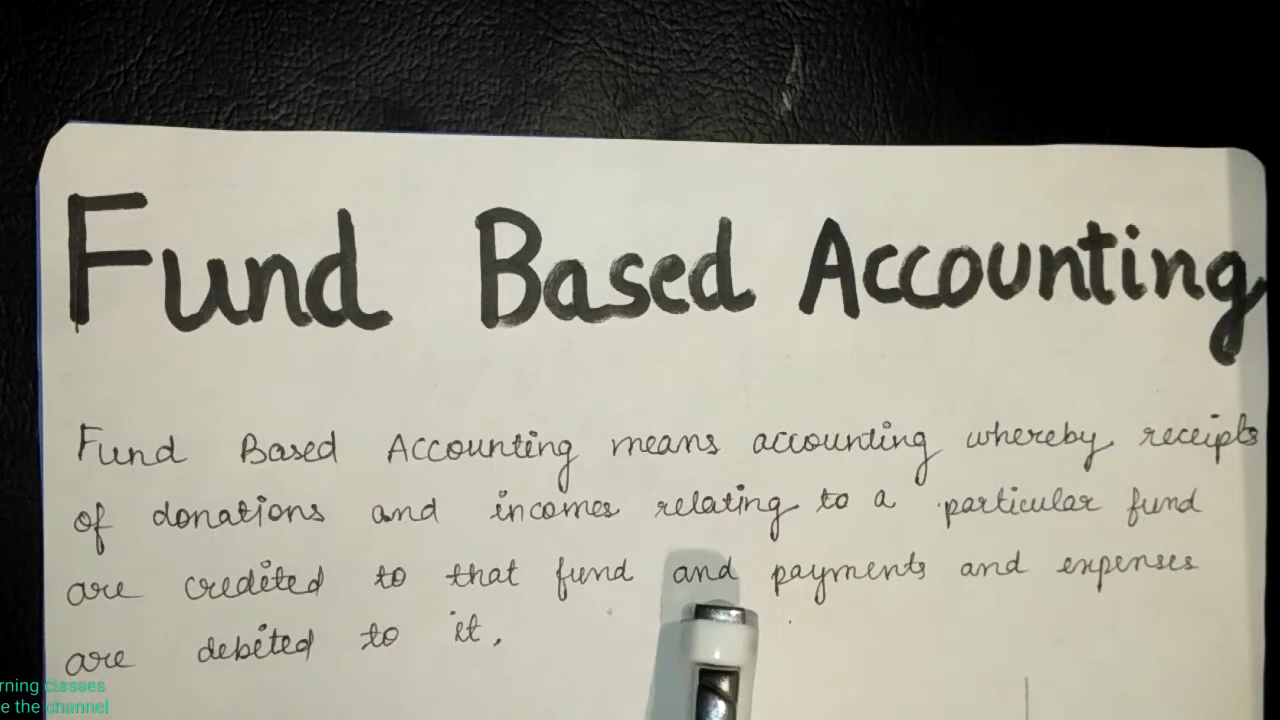 Fund Based Accounting
Fund Based Accounting means accounting whereby receipts
of donations and incomes relating to a particular fund
are credited to that fund and payments and expenses
are debited to it.
rning classes
e the channel